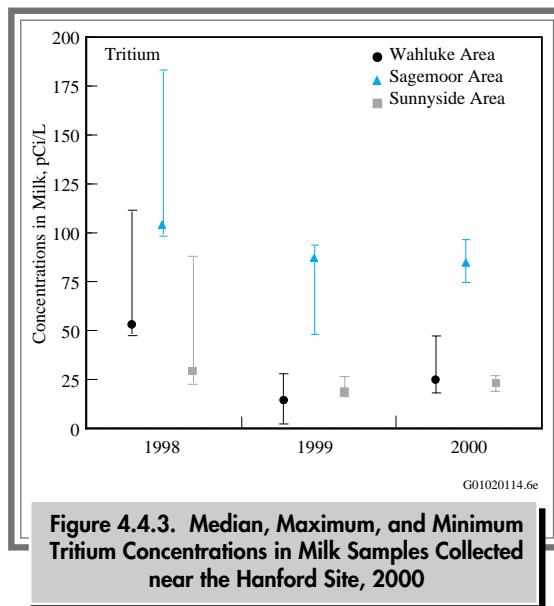 200
Tritium
Wahluke Area
Sagemoor Area
Sunnyside Area
175
150
125
100
75
50
25
0
Concentrations in Milk, pCi/L
1998 1999 2000
G01020114.6e
Figure 4.4.3. Median, Maximum, and Minimum
Tritium Concentrations in Milk Samples Collected
near the Hanford Site, 2000